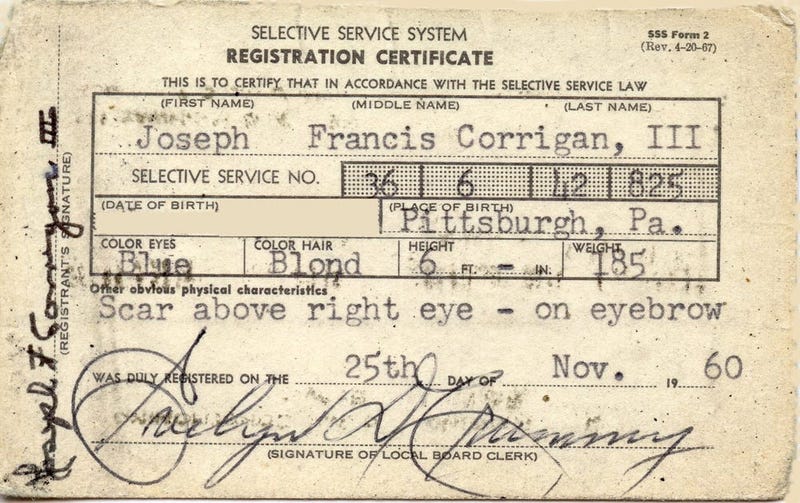 SELECTIVE SERVICE SYSTEM
REGISTRATION CERTIFICATE
SSS Form 2
(Rev. 4-20-67)
THIS IS TO CERTIFY THAT IN ACCORDANCE WITH THE SELECTIVE SERVICE LAW
(FIRST NAME) (MIDDLE NAME) (LAST NAME)
Joseph Francis Corrigan, III
SELECTIVE SERVICE NO. 36 6 42 825
(DATE OF BIRTH) (PLACE OF BIRTH)
Pittsburgh, Pa.
COLOR EYES COLOR HAIR HEIGHT WEIGHT
Blue Blond 6 FT. - IN. 185
Other obvious physical characteristics
Scar above right eye - on eyebrow
WAS DULY REGISTERED ON THE 25th DAY OF Nov. 19 60
(SIGNATURE OF LOCAL BOARD CLERK)
Joseph F Corrigan III
(REGISTRANT'S SIGNATURE)